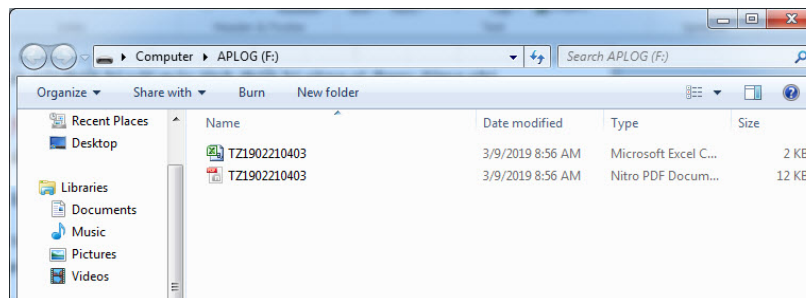 Computer APLOG (F:) Search APLOG (F:)
Organize Share with Burn New folder
Recent Places
Desktop
Libraries
Documents
Music
Pictures
Videos
Name Date modified Type Size
TZ1902210403 3/9/2019 8:56 AM Microsoft Excel C... 2 KB
TZ1902210403 3/9/2019 8:56 AM Nitro PDF Docum... 12 KB